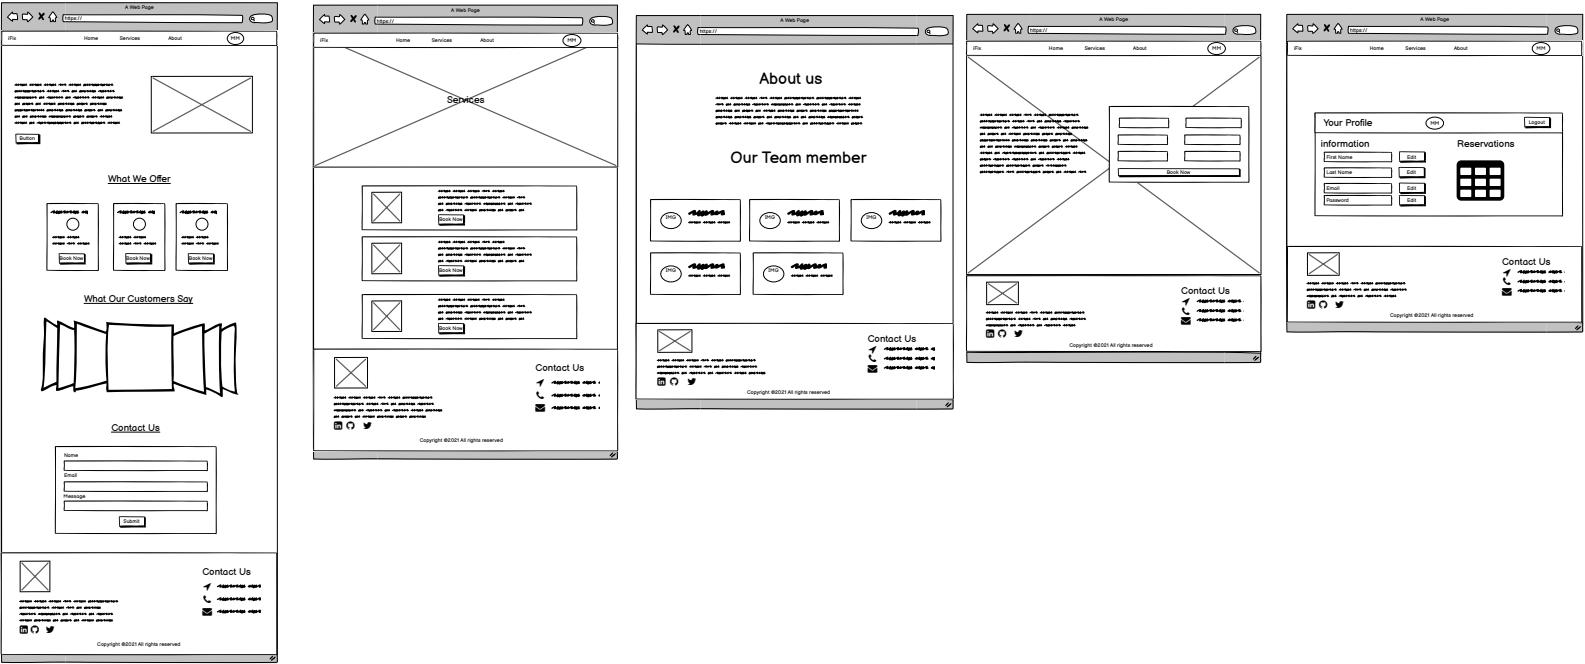 A Web Page
https://
iFix Home Services About MM
Button
What We Offer
Book Now Book Now Book Now
What Our Customers Say
Contact Us
Name
Email
Message
Submit
Contact Us
Copyright ©2021 All rights reserved
A Web Page
https://
iFix Home Services About MM
Services
Book Now
Book Now
Book Now
Contact Us
Copyright ©2021 All rights reserved
A Web Page
https://
About us
Our Team member
IMG IMG IMG
IMG IMG
Contact Us
Copyright ©2021 All rights reserved
A Web Page
https://
iFix Home Services About MM
Book Now
Contact Us
Copyright ©2021 All rights reserved
A Web Page
https://
iFix Home Services About MM
Your Profile MM Logout
information Reservations
First Name Edit
Last Name Edit
Email Edit
Password Edit
Contact Us
Copyright ©2021 All rights reserved